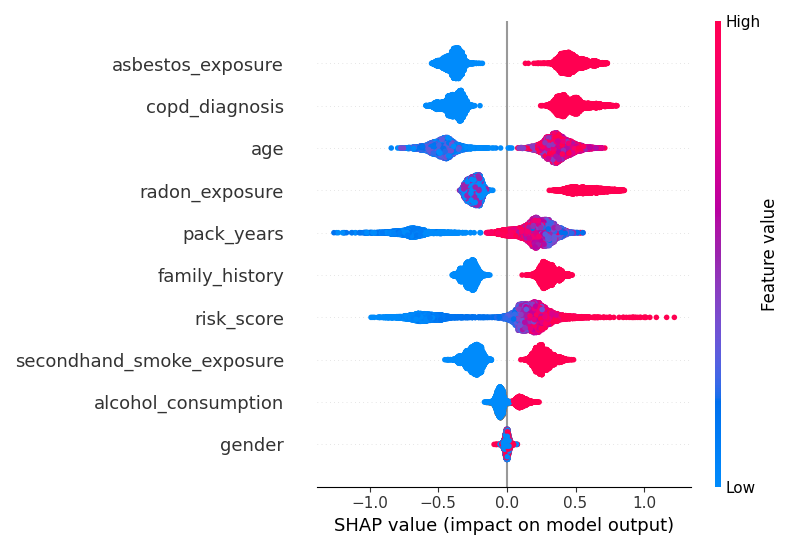 High
asbestos_exposure
copd_diagnosis
age
radon_exposure
pack_years
family_history
risk_score
secondhand_smoke_exposure
alcohol_consumption
gender
Feature value
Low
−1.0 −0.5 0.0 0.5 1.0
SHAP value (impact on model output)